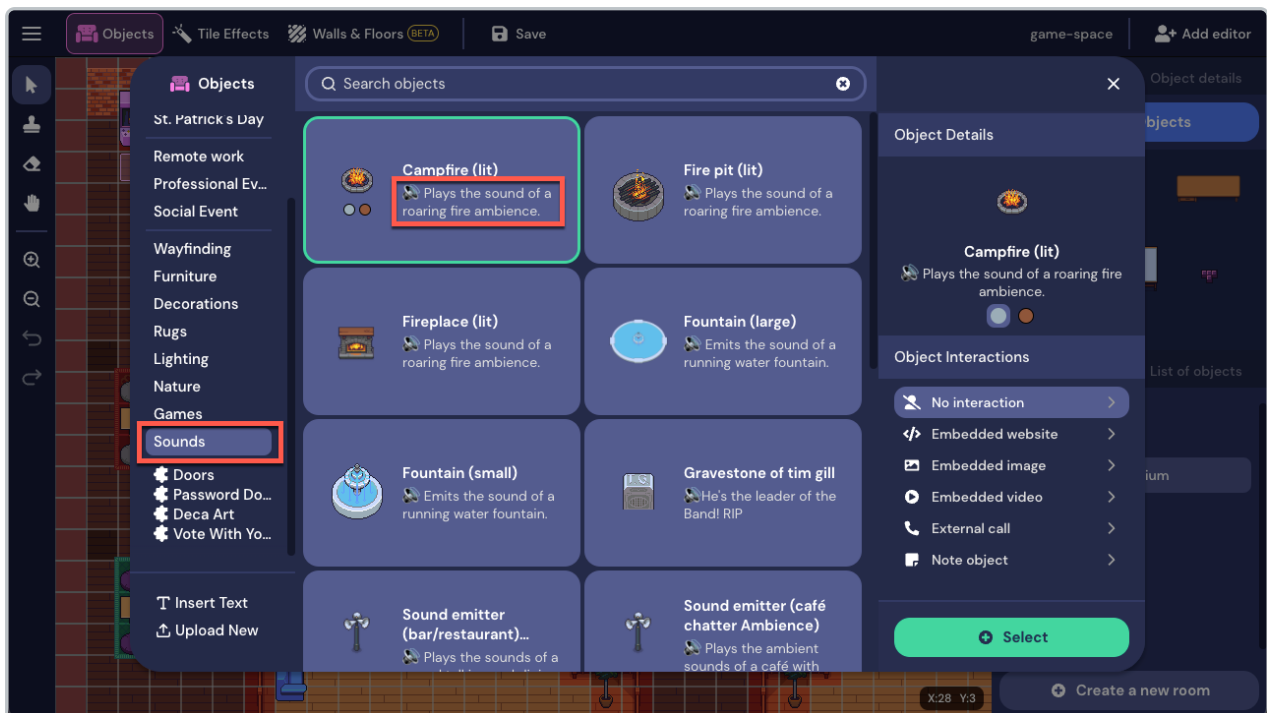 Objects
Tile Effects
Walls & Floors BETA
Save
game-space
Add editor
Objects
Search objects
Object details
bjects
St. Patrick's Day
Remote work
Professional Ev...
Social Event
Wayfinding
Furniture
Decorations
Rugs
Lighting
Nature
Games
Sounds
Doors
Password Do...
Deca Art
Vote With Yo...
Insert Text
Upload New
Campfire (lit)
Plays the sound of a
roaring fire ambience.
Fire pit (lit)
Plays the sound of a
roaring fire ambience.
Fireplace (lit)
Plays the sound of a
roaring fire ambience.
Fountain (large)
Emits the sound of a
running water fountain.
Fountain (small)
Emits the sound of a
running water fountain.
Gravestone of tim gill
He's the leader of the
Band! RIP
Sound emitter
(bar/restaurant)...
Plays the sounds of a
Sound emitter (café
chatter Ambience)
Plays the ambient
sounds of a café with
Object Details
Campfire (lit)
Plays the sound of a roaring fire
ambience.
Object Interactions
No interaction
Embedded website
Embedded image
Embedded video
External call
Note object
Select
List of objects
ium
X:28 Y:3
Create a new room